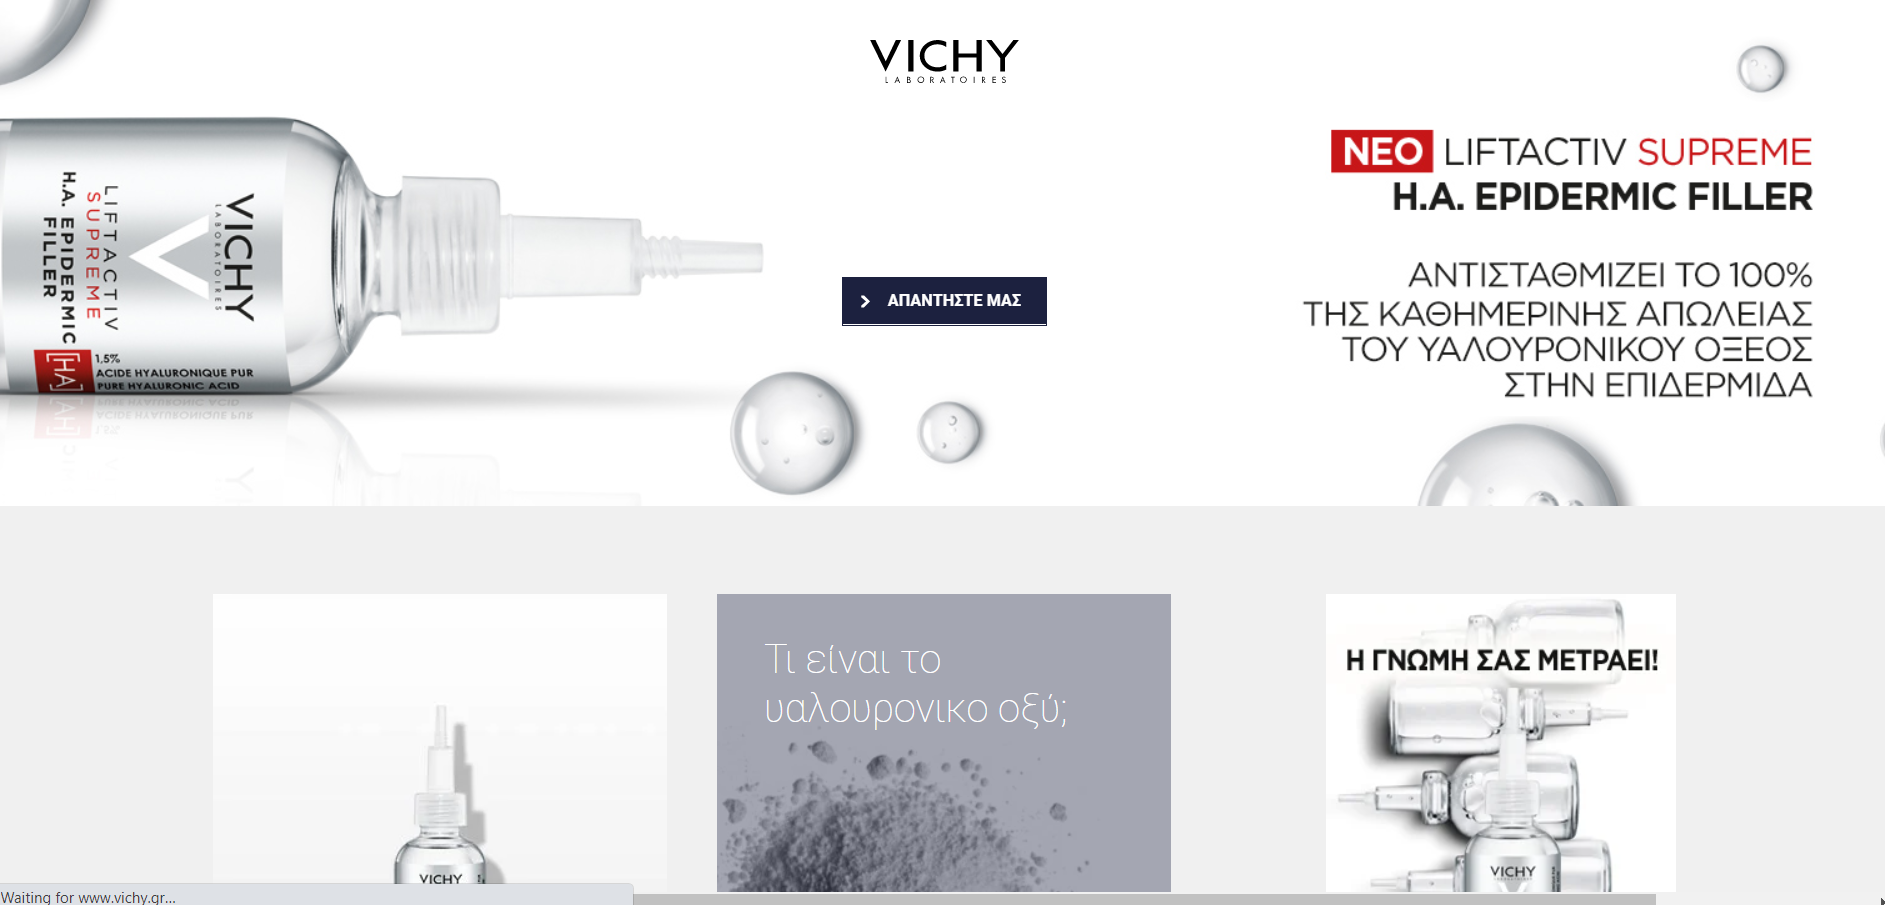 VICHY
LABORATOIRES
ΝΕΟ LIFTACTIV SUPREME
H.A. EPIDERMIC FILLER
ΑΝΤΙΣΤΑΘΜΙΖΕΙ ΤΟ 100%
ΤΗΣ ΚΑΘΗΜΕΡΙΝΗΣ ΑΠΩΛΕΙΑΣ
ΤΟΥ ΥΑΛΟΥΡΟΝΙΚΟΥ ΟΞΕΟΣ
ΣΤΗΝ ΕΠΙΔΕΡΜΙΔΑ
VICHY
LABORATOIRES
LIFTACTIV
SUPREME
H.A. EPIDERMIC
FILLER
[HA]
1,5%
ACIDE HYALURONIQUE PUR
PURE HYALURONIC ACID
ΑΠΑΝΤΗΣΤΕ ΜΑΣ
VICHY
Τι είναι το
υαλουρονικο οξύ;
Η ΓΝΩΜΗ ΣΑΣ ΜΕΤΡΑΕΙ!
VICHY
LABORATOIRES
Waiting for www.vichy.gr...